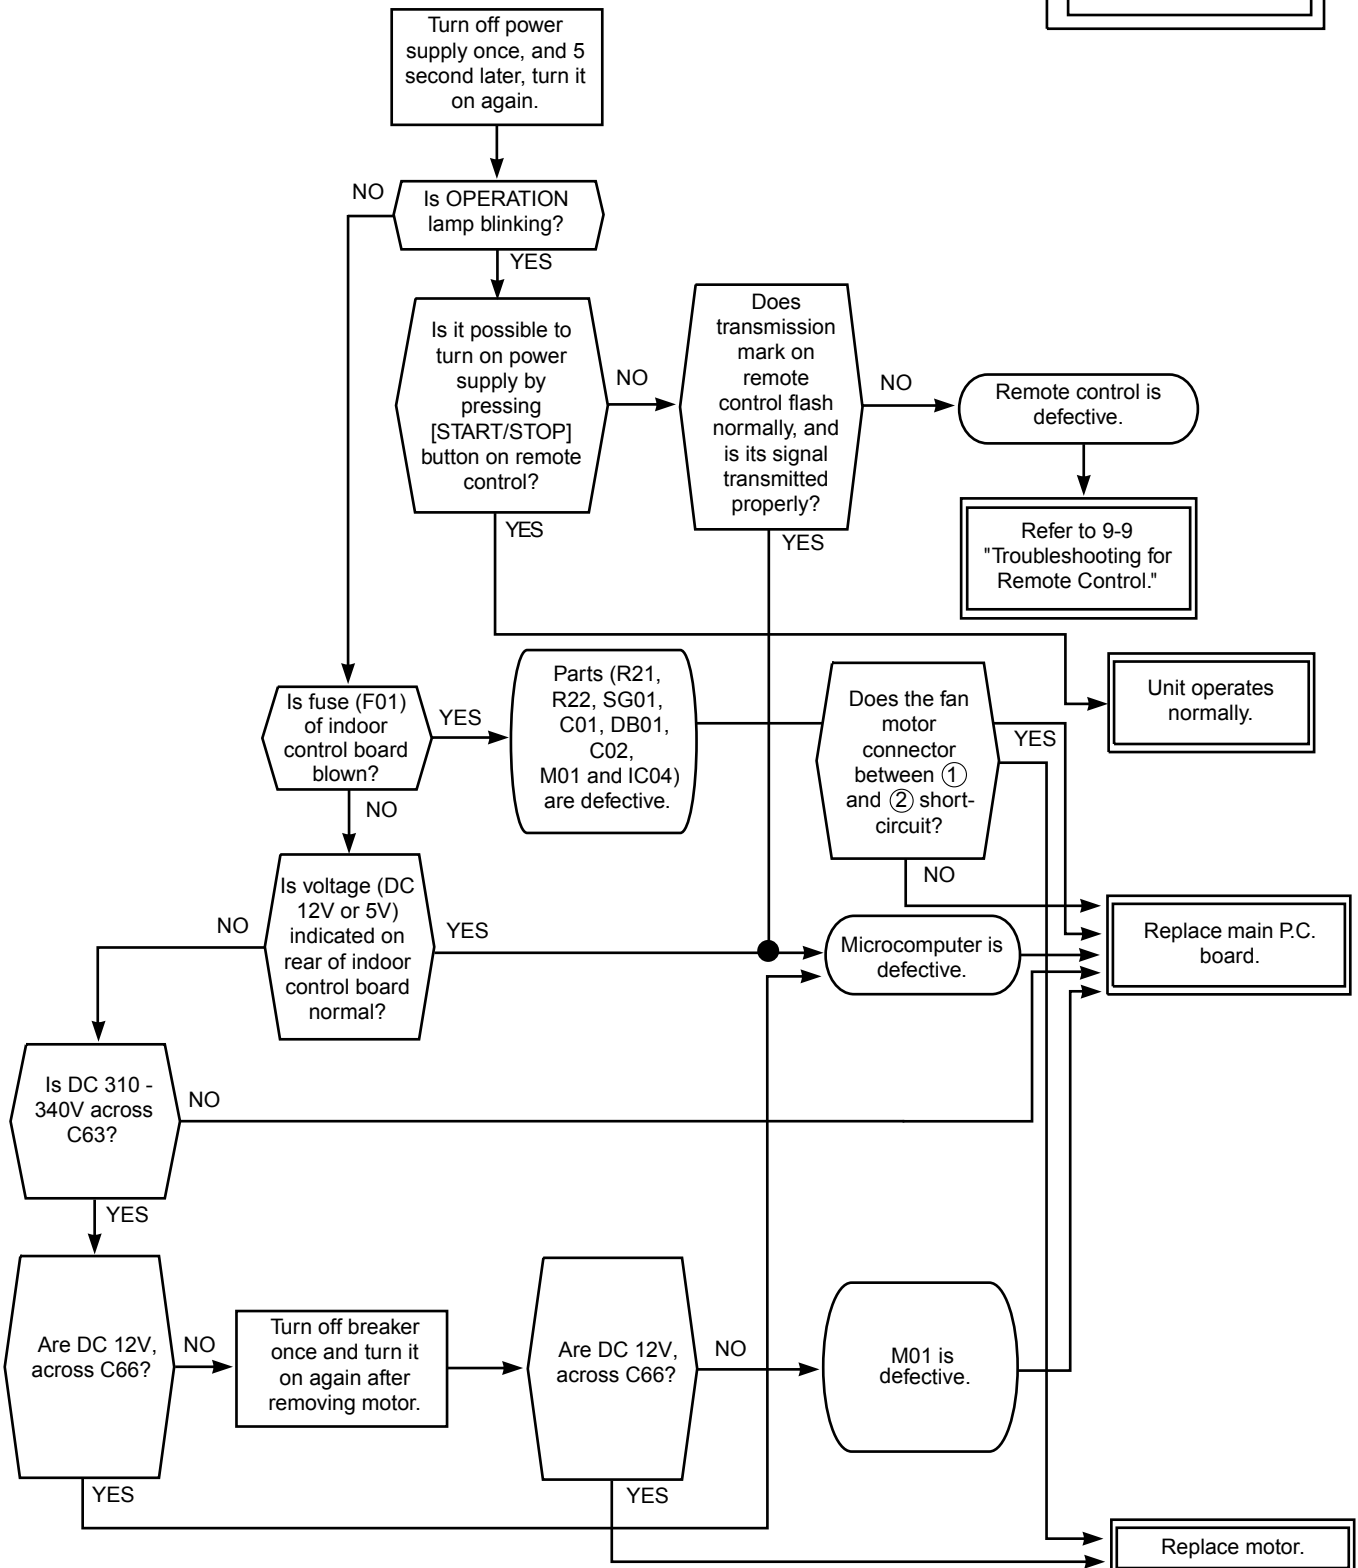 Turn off power
supply once, and 5
second later, turn it
on again.
NO
Is OPERATION
lamp blinking?
YES
Is it possible to
turn on power
supply by
pressing
[START/STOP]
button on remote
control?
NO
YES
Does
transmission
mark on
remote
control flash
normally, and
is its signal
transmitted
properly?
NO
YES
Remote control is
defective.
Refer to 9-9
"Troubleshooting for
Remote Control."
Unit operates
normally.
Is fuse (F01)
of indoor
control board
blown?
YES
NO
Parts (R21,
R22, SG01,
C01, DB01,
C02,
M01 and IC04)
are defective.
Does the fan
motor
connector
between ①
and ② short-
circuit?
YES
NO
Is voltage (DC
12V or 5V)
indicated on
rear of indoor
control board
normal?
NO
YES
Microcomputer is
defective.
Replace main P.C.
board.
Is DC 310 -
340V across
C63?
NO
YES
Are DC 12V,
across C66?
NO
YES
Turn off breaker
once and turn it
on again after
removing motor.
Are DC 12V,
across C66?
NO
YES
M01 is
defective.
Replace motor.